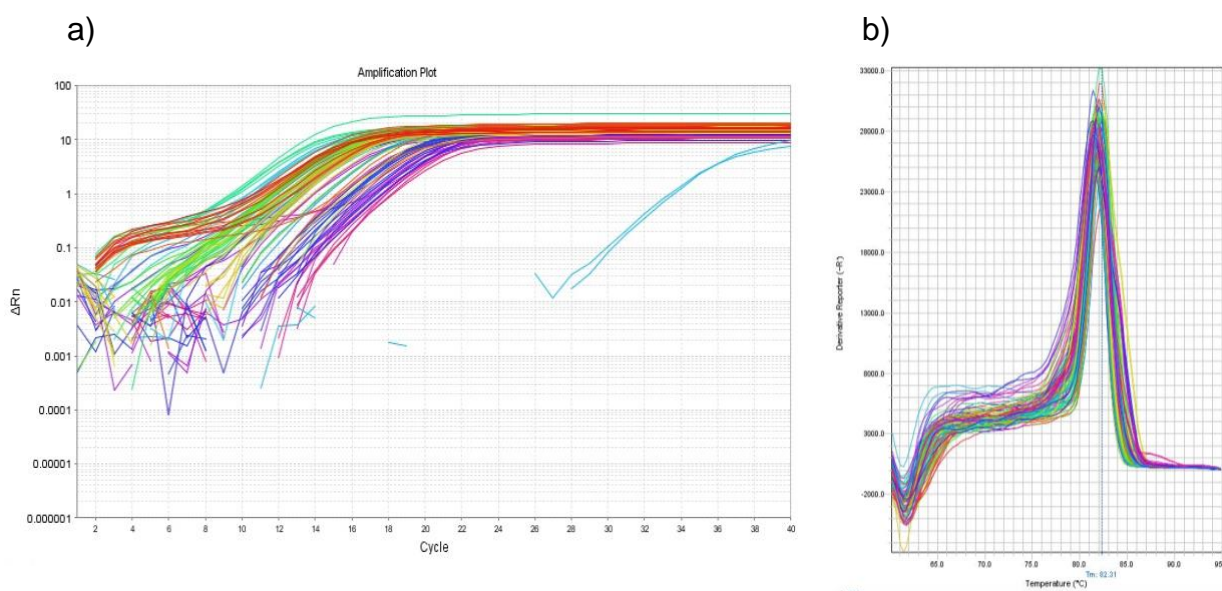 a)
b)
Amplification Plot
100
10
1
0.1
0.01
0.001
0.0001
0.00001
0.000001
ΔRn
2 4 6 8 10 12 14 16 18 20 22 24 26 28 30 32 34 36 38 40
Cycle
33000.0
28000.0
23000.0
18000.0
13000.0
8000.0
3000.0
-2000.0
Derivative Reporter (-R')
65.0 70.0 75.0 80.0 85.0 90.0 95.0
Tm: 82.31
Temperature (°C)